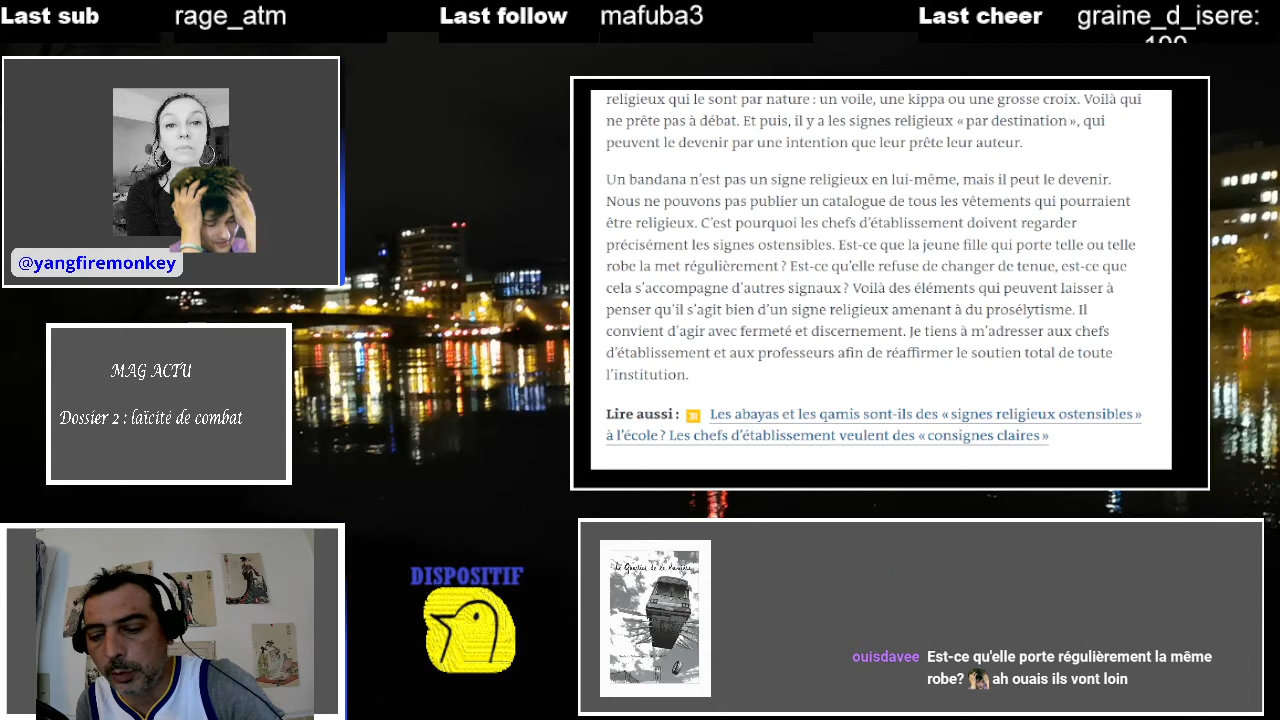 Last sub
rage_atm
Last follow
mafuba3
Last cheer
graine_d_isere:
100
@yangfiremonkey
MAG ACTU
Dossier 2 : laïcité de combat
religieux qui le sont par nature : un voile, une kippa ou une grosse croix. Voilà qui
ne prête pas à débat. Et puis, il y a les signes religieux « par destination », qui
peuvent le devenir par une intention que leur prête leur auteur.
Un bandana n’est pas un signe religieux en lui-même, mais il peut le devenir.
Nous ne pouvons pas publier un catalogue de tous les vêtements qui pourraient
être religieux. C’est pourquoi les chefs d’établissement doivent regarder
précisément les signes ostensibles. Est-ce que la jeune fille qui porte telle ou telle
robe la met régulièrement ? Est-ce qu’elle refuse de changer de tenue, est-ce que
cela s’accompagne d’autres signaux ? Voilà des éléments qui peuvent laisser à
penser qu’il s’agit bien d’un signe religieux amenant à du prosélytisme. Il
convient d’agir avec fermeté et discernement. Je tiens à m’adresser aux chefs
d’établissement et aux professeurs afin de réaffirmer le soutien total de toute
l’institution.
Lire aussi : Les abayas et les qamis sont-ils des « signes religieux ostensibles »
à l’école ? Les chefs d’établissement veulent des « consignes claires »
DISPOSITIF
ouisdavee Est-ce qu'elle porte régulièrement la même
robe? ah ouais ils vont loin